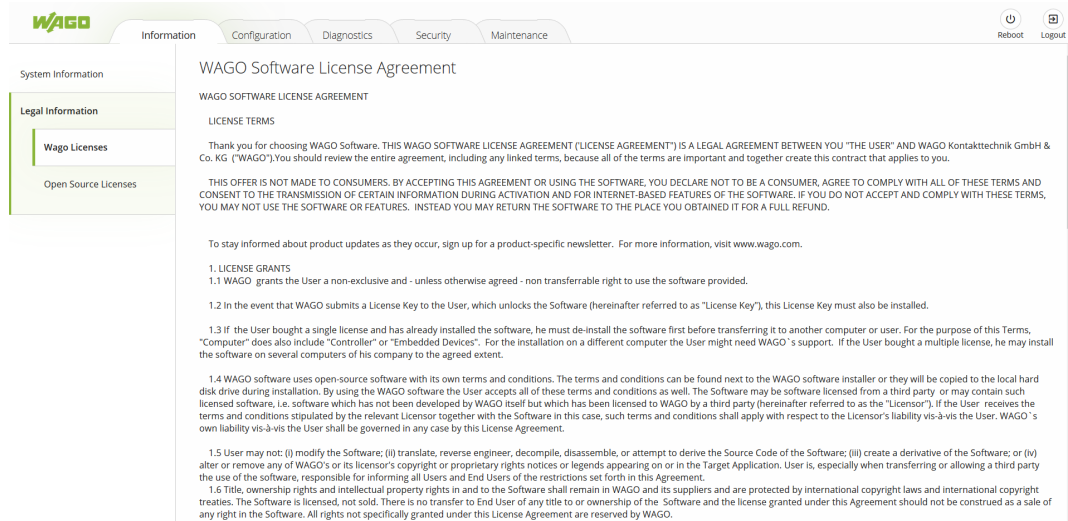 WAGO
Information
Configuration
Diagnostics
Security
Maintenance
Reboot
Logout
System Information
Legal Information
Wago Licenses
Open Source Licenses
WAGO Software License Agreement
WAGO SOFTWARE LICENSE AGREEMENT
LICENSE TERMS
Thank you for choosing WAGO Software. THIS WAGO SOFTWARE LICENSE AGREEMENT ('LICENSE AGREEMENT") IS A LEGAL AGREEMENT BETWEEN YOU "THE USER" AND WAGO Kontakttechnik GmbH &
Co. KG ("WAGO").You should review the entire agreement, including any linked terms, because all of the terms are important and together create this contract that applies to you.
THIS OFFER IS NOT MADE TO CONSUMERS. BY ACCEPTING THIS AGREEMENT OR USING THE SOFTWARE, YOU DECLARE NOT TO BE A CONSUMER, AGREE TO COMPLY WITH ALL OF THESE TERMS AND
CONSENT TO THE TRANSMISSION OF CERTAIN INFORMATION DURING ACTIVATION AND FOR INTERNET-BASED FEATURES OF THE SOFTWARE. IF YOU DO NOT ACCEPT AND COMPLY WITH THESE TERMS,
YOU MAY NOT USE THE SOFTWARE OR FEATURES. INSTEAD YOU MAY RETURN THE SOFTWARE TO THE PLACE YOU OBTAINED IT FOR A FULL REFUND.
To stay informed about product updates as they occur, sign up for a product-specific newsletter. For more information, visit www.wago.com.
1. LICENSE GRANTS
1.1 WAGO grants the User a non-exclusive and - unless otherwise agreed - non transferrable right to use the software provided.
1.2 In the event that WAGO submits a License Key to the User, which unlocks the Software (hereinafter referred to as "License Key"), this License Key must also be installed.
1.3 If the User bought a single license and has already installed the software, he must de-install the software first before transferring it to another computer or user. For the purpose of this Terms,
"Computer" does also include "Controller" or "Embedded Devices". For the installation on a different computer the User might need WAGO`s support. If the User bought a multiple license, he may install
the software on several computers of his company to the agreed extent.
1.4 WAGO software uses open-source software with its own terms and conditions. The terms and conditions can be found next to the WAGO software installer or they will be copied to the local hard
disk drive during installation. By using the WAGO software the User accepts all of these terms and conditions as well. The Software may be software licensed from a third party or may contain such
licensed software, i.e. software which has not been developed by WAGO itself but which has been licensed to WAGO by a third party (hereinafter referred to as the "Licensor"). If the User receives the
terms and conditions stipulated by the relevant Licensor together with the Software in this case, such terms and conditions shall apply with respect to the Licensor's liability vis-à-vis the User. WAGO`s
own liability vis-à-vis the User shall be governed in any case by this License Agreement.
1.5 User may not: (i) modify the Software; (ii) translate, reverse engineer, decompile, disassemble, or attempt to derive the Source Code of the Software; (iii) create a derivative of the Software; or (iv)
alter or remove any of WAGO's or its licensor's copyright or proprietary rights notices or legends appearing on or in the Target Application. User is, especially when transferring or allowing a third party
the use of the software, responsible for informing all Users and End Users of the restrictions set forth in this Agreement.
1.6 Title, ownership rights and intellectual property rights in and to the Software shall remain in WAGO and its suppliers and are protected by international copyright laws and international copyright
treaties. The Software is licensed, not sold. There is no transfer to End User of any title to or ownership of the Software and the license granted under this Agreement should not be construed as a sale of
any right in the Software. All rights not specifically granted under this License Agreement are reserved by WAGO.